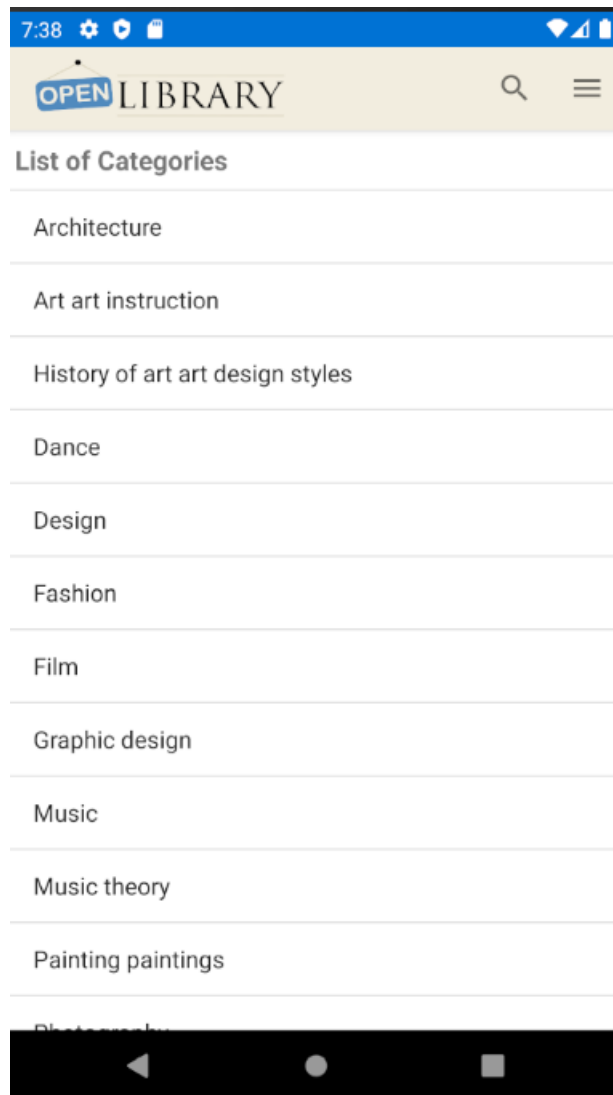 7:38
OPEN LIBRARY
List of Categories
Architecture
Art art instruction
History of art art design styles
Dance
Design
Fashion
Film
Graphic design
Music
Music theory
Painting paintings
Photography